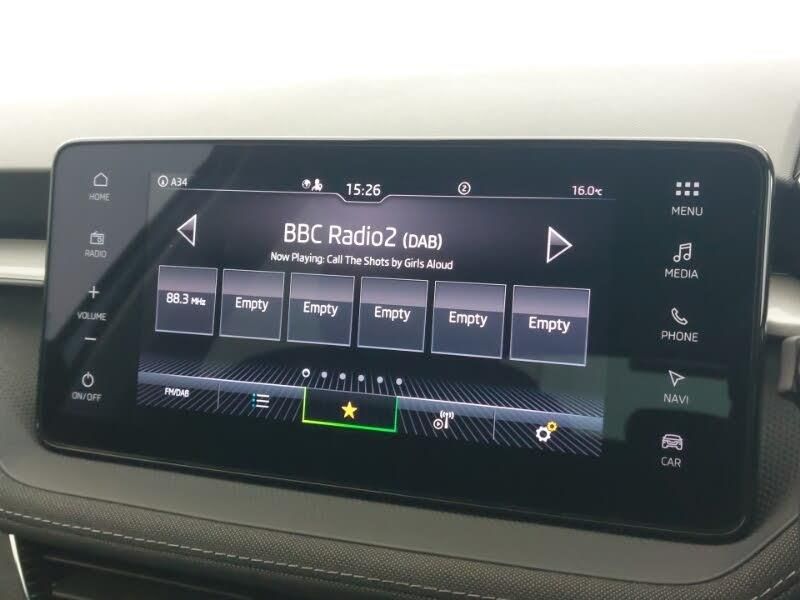 A34
15:26
2
16.0°C
HOME
RADIO
VOLUME
ON/OFF
BBC Radio2 (DAB)
Now Playing: Call The Shots by Girls Aloud
88.3 MHz
Empty
Empty
Empty
Empty
Empty
FM/DAB
MENU
MEDIA
PHONE
NAVI
CAR